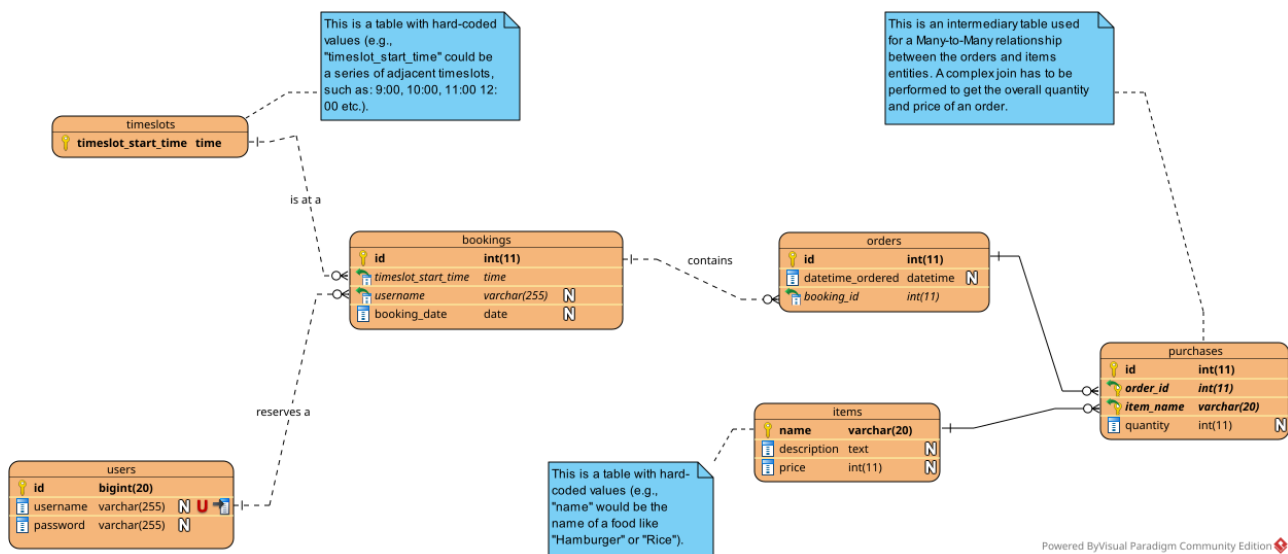 This is a table with hard-coded
values (e.g.,
"timeslot_start_time" could be
a series of adjacent timeslots,
such as: 9:00, 10:00, 11:00 12:
00 etc.).
This is an intermediary table used
for a Many-to-Many relationship
between the orders and items
entities. A complex join has to be
performed to get the overall quantity
and price of an order.
timeslots
timeslot_start_time time
is at a
bookings
id int(11)
timeslot_start_time time
username varchar(255) N
booking_date date N
contains
orders
id int(11)
datetime_ordered datetime N
booking_id int(11)
purchases
id int(11)
order_id int(11)
item_name varchar(20)
quantity int(11) N
reserves a
items
name varchar(20)
description text N
price int(11) N
users
id bigint(20)
username varchar(255) N U
password varchar(255) N
This is a table with hard-
coded values (e.g.,
"name" would be the
name of a food like
"Hamburger" or "Rice").
Powered ByVisual Paradigm Community Edition